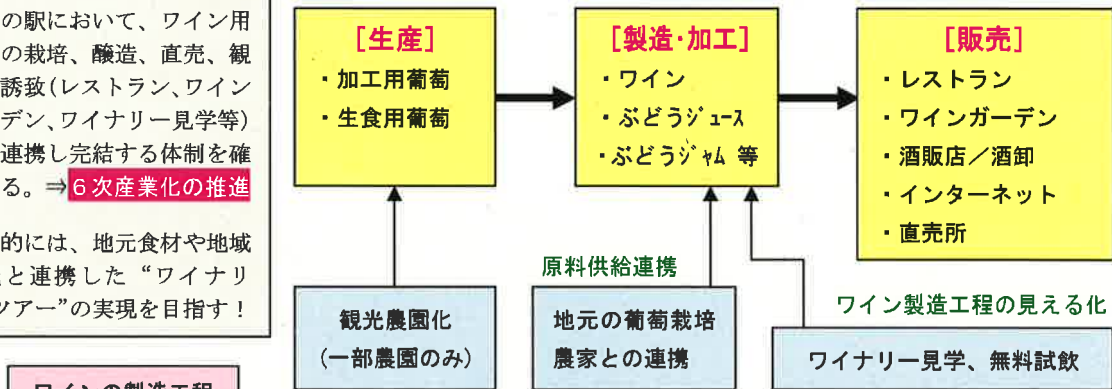 の駅において、ワイン用
の栽培、醸造、直売、観
誘致(レストラン、ワイン
デン、ワイナリー見学等)
連携し完結する体制を確
る。⇒6次産業化の推進
的には、地元食材や地域
と連携した “ワイナリ
ツアー”の実現を目指す!
[生産]
・加工用葡萄
・生食用葡萄
[製造・加工]
・ワイン
・ぶどうジュース
・ぶどうジャム 等
[販売]
・レストラン
・ワインガーデン
・酒販店/酒卸
・インターネット
・直売所
観光農園化
(一部農園のみ)
原料供給連携
地元の葡萄栽培
農家との連携
ワイン製造工程の見える化
ワイナリー見学、無料試飲
ワインの製造工程